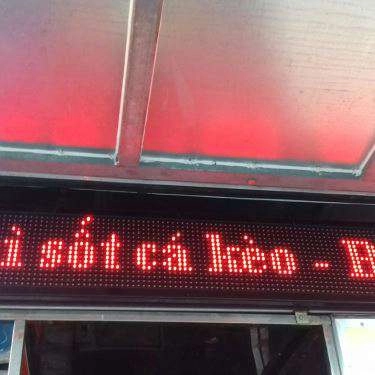 ì sốt cá kèo -